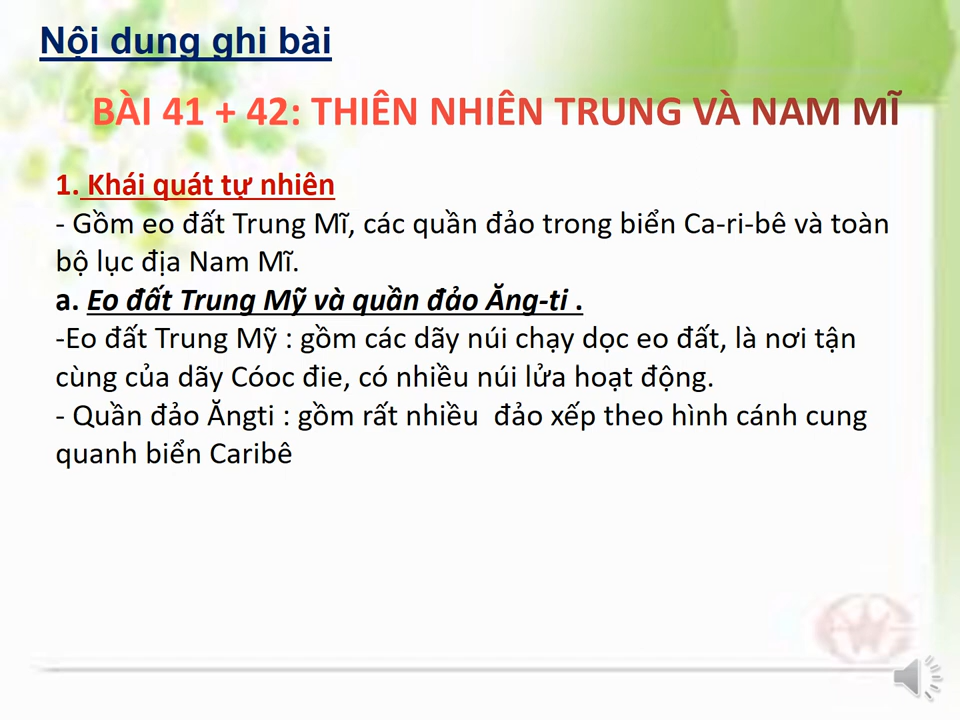 Nội dung ghi bài
BÀI 41 + 42: THIÊN NHIÊN TRUNG VÀ NAM MĨ
1. Khái quát tự nhiên
- Gồm eo đất Trung Mĩ, các quần đảo trong biển Ca-ri-bê và toàn
bộ lục địa Nam Mĩ.
a. Eo đất Trung Mỹ và quần đảo Ăng-ti .
-Eo đất Trung Mỹ : gồm các dãy núi chạy dọc eo đất, là nơi tận
cùng của dãy Cóoc đie, có nhiều núi lửa hoạt động.
- Quần đảo Ăngti : gồm rất nhiều  đảo xếp theo hình cánh cung
quanh biển Caribê